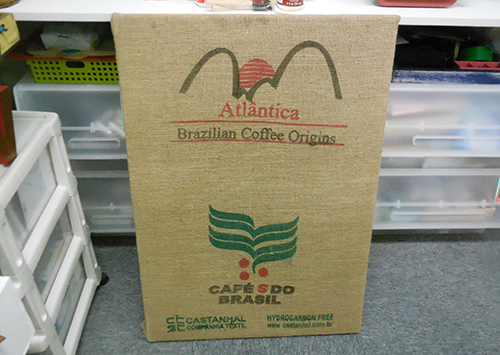 Atlântica
Brazilian Coffee Origins
CAFÉS DO
BRASIL
CASTANHAL
COMPANHIA TEXTIL
HYDROCARBON FREE
www.castanhal.com.br